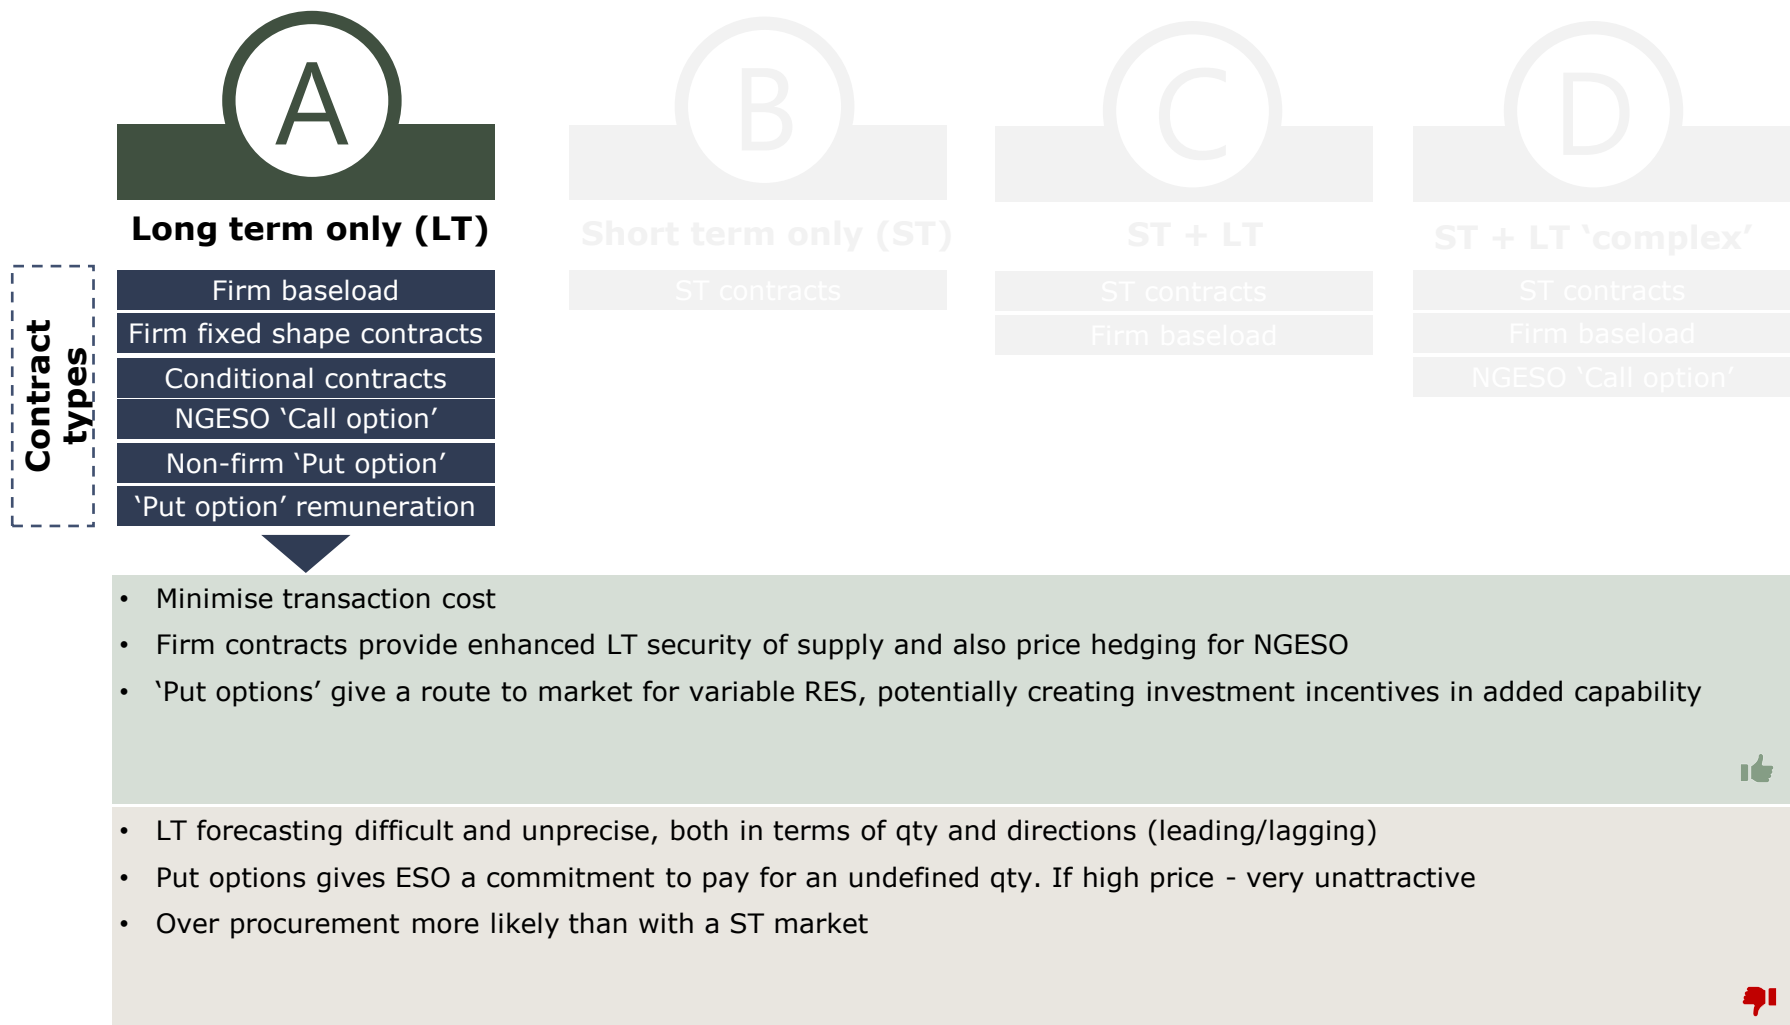 A
B
C
D
Long term only (LT)
Short term only (ST)
ST + LT
ST + LT ‘complex’
Contract
types
Firm baseload
Firm fixed shape contracts
Conditional contracts
NGESO ‘Call option’
Non-firm ‘Put option’
‘Put option’ remuneration
ST contracts
ST contracts
Firm baseload
ST contracts
Firm baseload
NGESO ‘Call option’
• Minimise transaction cost
• Firm contracts provide enhanced LT security of supply and also price hedging for NGESO
• ‘Put options’ give a route to market for variable RES, potentially creating investment incentives in added capability
• LT forecasting difficult and unprecise, both in terms of qty and directions (leading/lagging)
• Put options gives ESO a commitment to pay for an undefined qty. If high price - very unattractive
• Over procurement more likely than with a ST market